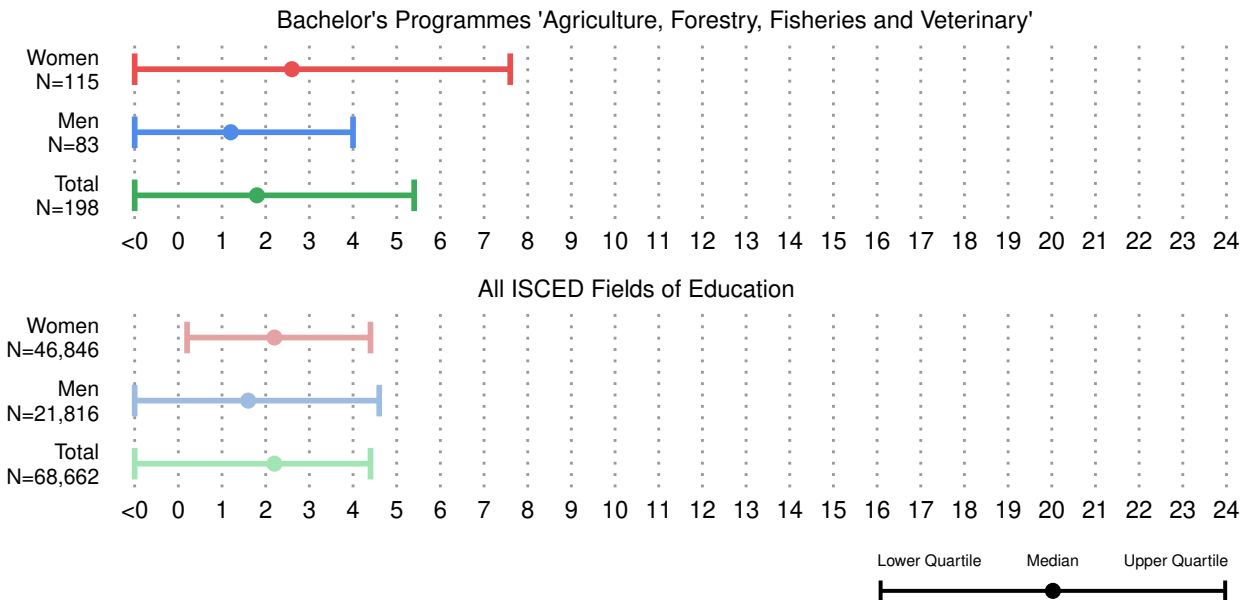 Bachelor's Programmes 'Agriculture, Forestry, Fisheries and Veterinary'
Women
N=115
Men
N=83
Total
N=198
<0 0 1 2 3 4 5 6 7 8 9 10 11 12 13 14 15 16 17 18 19 20 21 22 23 24
All ISCED Fields of Education
Women
N=46,846
Men
N=21,816
Total
N=68,662
<0 0 1 2 3 4 5 6 7 8 9 10 11 12 13 14 15 16 17 18 19 20 21 22 23 24
Lower Quartile Median Upper Quartile